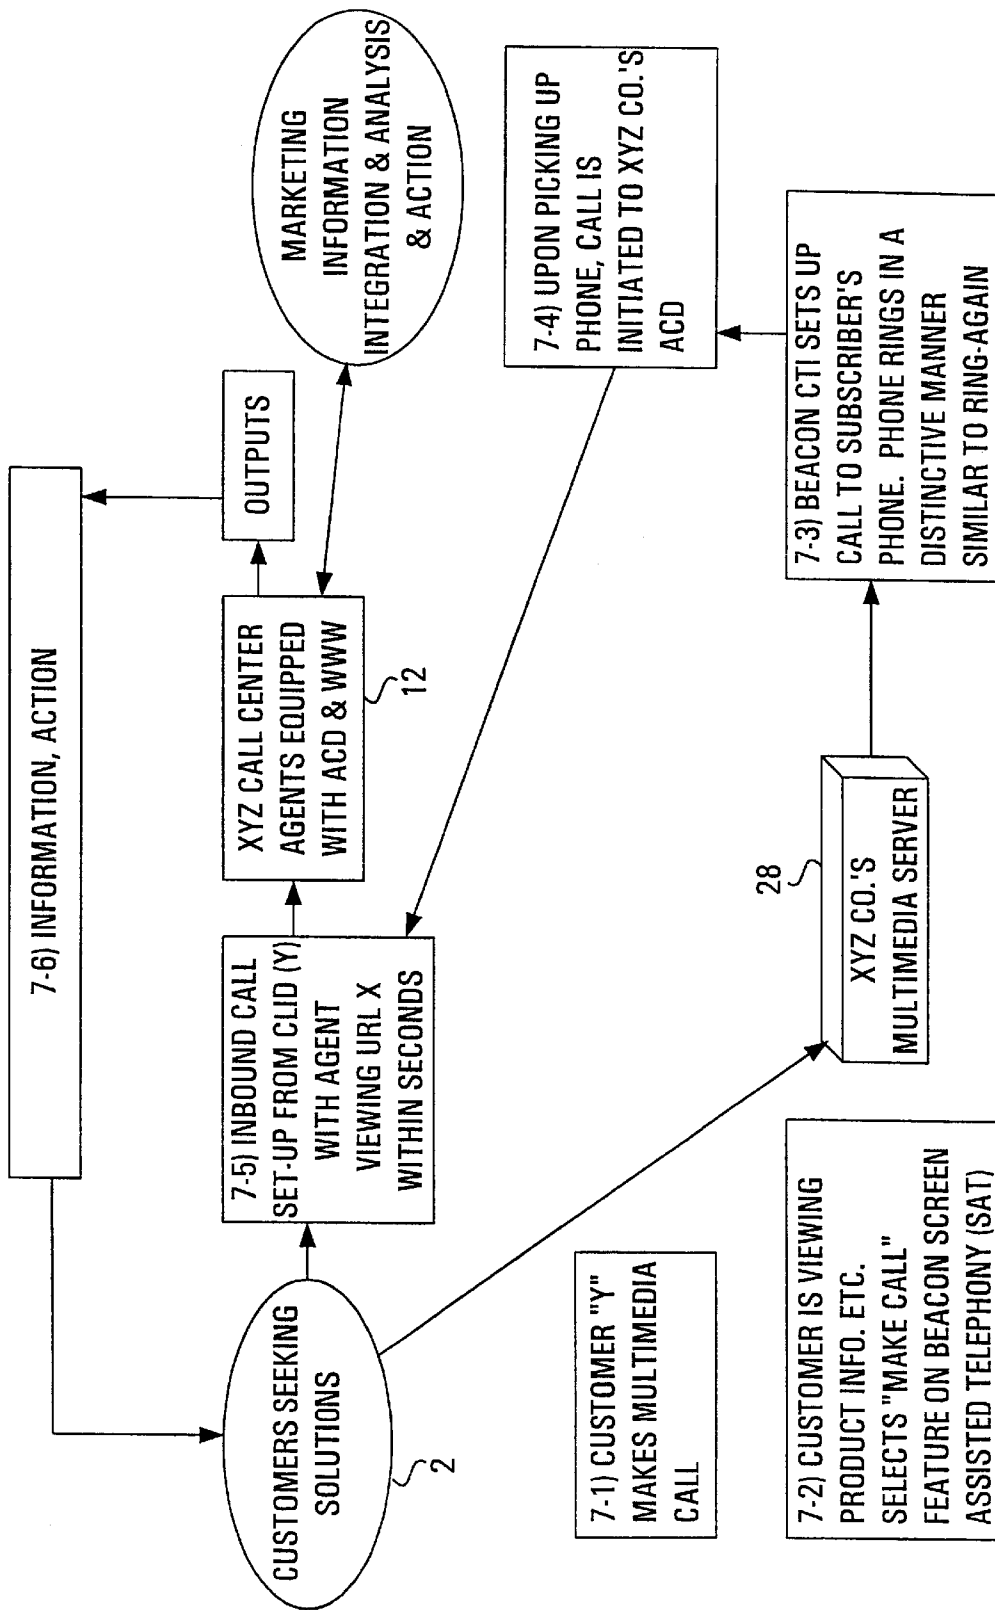 7-6) INFORMATION, ACTION
CUSTOMERS SEEKING
SOLUTIONS
2
7-5) INBOUND CALL
SET-UP FROM CLID (Y)
WITH AGENT
VIEWING URL X
WITHIN SECONDS
XYZ CALL CENTER
AGENTS EQUIPPED
WITH ACD & WWW
12
OUTPUTS
MARKETING
INFORMATION
INTEGRATION & ANALYSIS
& ACTION
7-1) CUSTOMER "Y"
MAKES MULTIMEDIA
CALL
7-4) UPON PICKING UP
PHONE, CALL IS
INITIATED TO XYZ CO.'S
ACD
7-2) CUSTOMER IS VIEWING
PRODUCT INFO. ETC.
SELECTS "MAKE CALL"
FEATURE ON BEACON SCREEN
ASSISTED TELEPHONY (SAT)
28
XYZ CO.'S
MULTIMEDIA SERVER
7-3) BEACON CTI SETS UP
CALL TO SUBSCRIBER'S
PHONE. PHONE RINGS IN A
DISTINCTIVE MANNER
SIMILAR TO RING-AGAIN